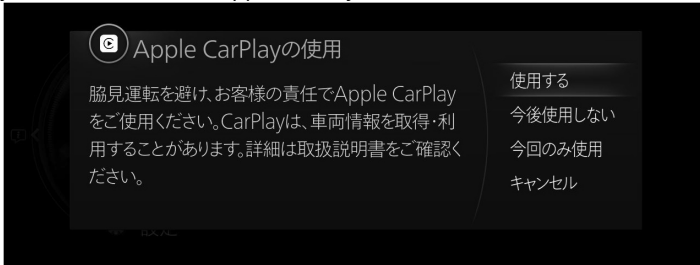 Apple CarPlayの使用
脇見運転を避け、お客様の責任でApple CarPlay
をご使用ください。CarPlayは、車両情報を取得・利
用することがあります。詳細は取扱説明書をご確認く
ださい。
使用する
今後使用しない
今回のみ使用
キャンセル
設定